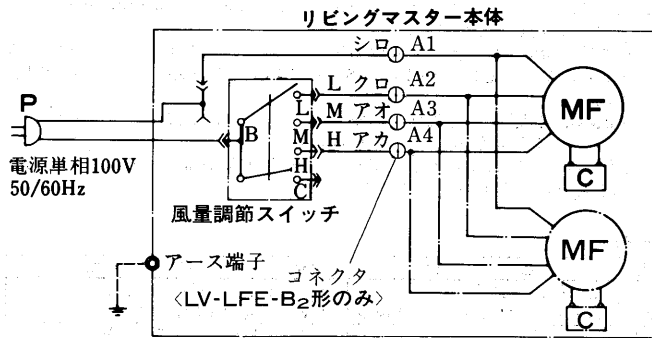 リビングマスター本体
シロ A1
L クロ A2
M アオ A3
H アカ A4
P
B
L
M
H
C
MF
C
電源単相100V
50/60Hz
風量調節スイッチ
アース端子
コネクタ
〈LV-LFE-B2形のみ〉
MF
C